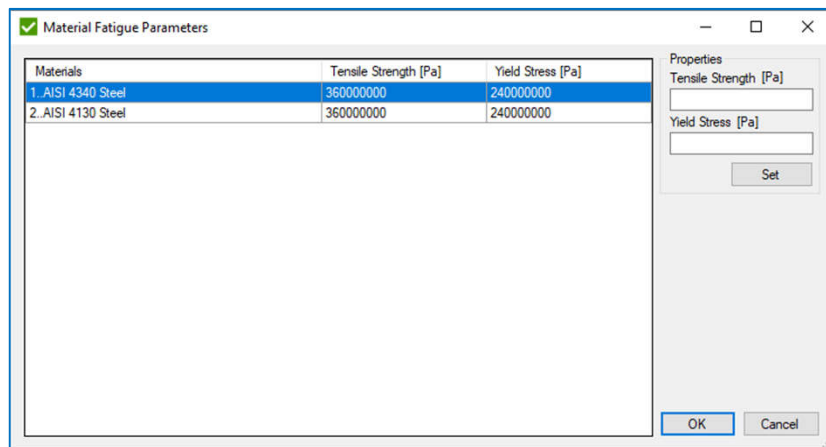 Material Fatigue Parameters
Materials Tensile Strength [Pa] Yield Stress [Pa]
1..AISI 4340 Steel 360000000 240000000
2..AISI 4130 Steel 360000000 240000000
Properties
Tensile Strength [Pa]
Yield Stress [Pa]
Set
OK Cancel